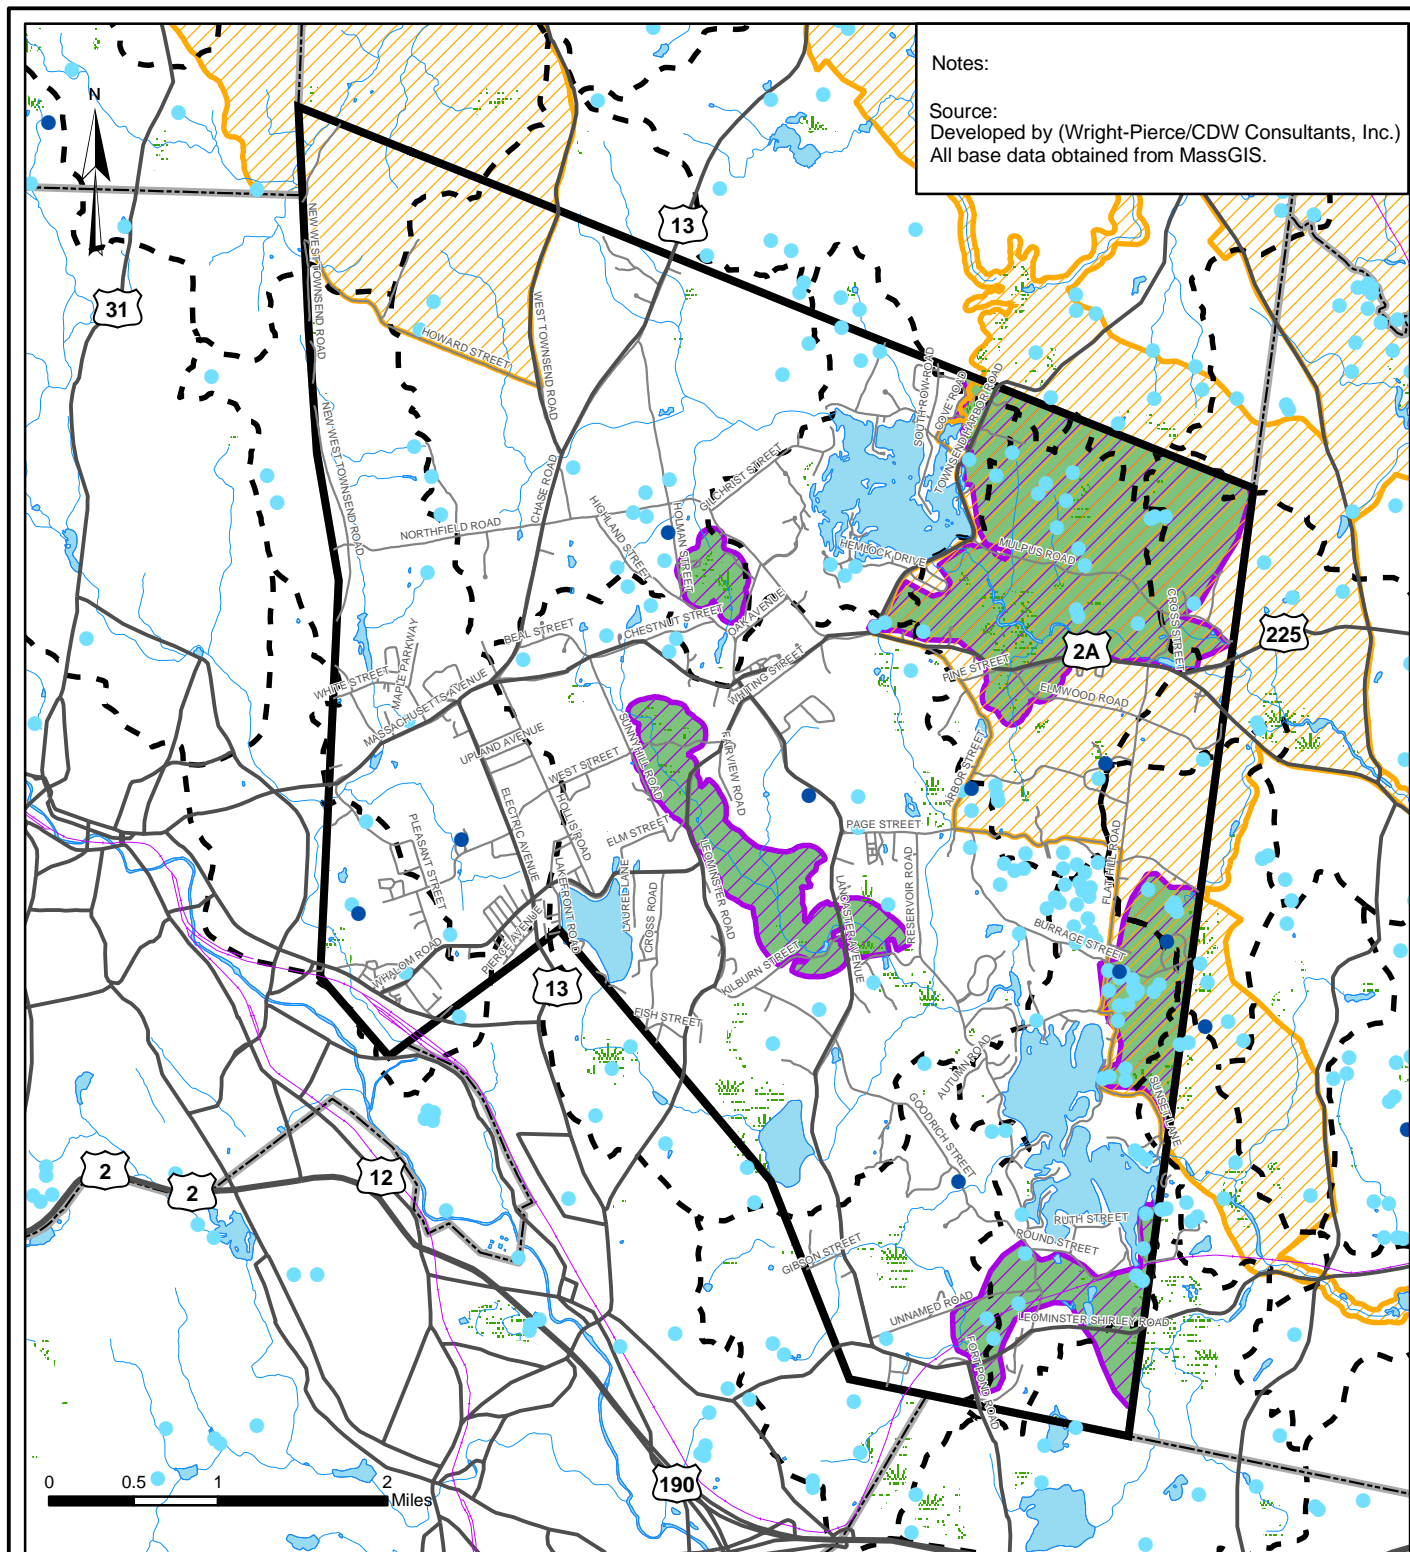 Notes:
Source:
Developed by (Wright-Pierce/CDW Consultants, Inc.)
All base data obtained from MassGIS.
N
13
31
NEW WEST TOWNSEND ROAD
WEST TOWNSEND ROAD
HOWARD STREET
SOUTH ROW ROAD
COVE ROAD
TOWNSEND HARBOR ROAD
NEW WEST TOWNSEND ROAD
CHASE ROAD
GILCHRIST STREET
HIGHLAND STREET
HOLMAN STREET
NORTHFIELD ROAD
HEMLOCK DRIVE
MULPUS ROAD
CROSS STREET
225
2A
BEAL STREET
CHESTNUT STREET
OAK AVENUE
PINE STREET
WHITE STREET
MAPLE PARKWAY
MASSACHUSETTS AVENUE
WHITING STREET
ELMWOOD ROAD
UPLAND AVENUE
WEST STREET
SUNNYHILL ROAD
FAIRVIEW ROAD
ARBOR STREET
ELECTRIC AVENUE
HOLLIS ROAD
ELM STREET
PAGE STREET
PLEASANT STREET
LAKEFRONT ROAD
LAUREL LANE
CROSS ROAD
LEOMINSTER ROAD
LANCASTER AVENUE
RESERVOIR ROAD
FLAT HILL ROAD
BURRAGE STREET
WHALOM ROAD
PIERCE AVENUE
KILBURN STREET
13
FISH STREET
AUTUMN ROAD
GOODRICH STREET
SUNSET LANE
2
2
12
RUTH STREET
ROUND STREET
GIBSON STREET
UNNAMED ROAD
LEOMINSTER SHIRLEY ROAD
FORT POND ROAD
190
0 0.5 1 2
Miles